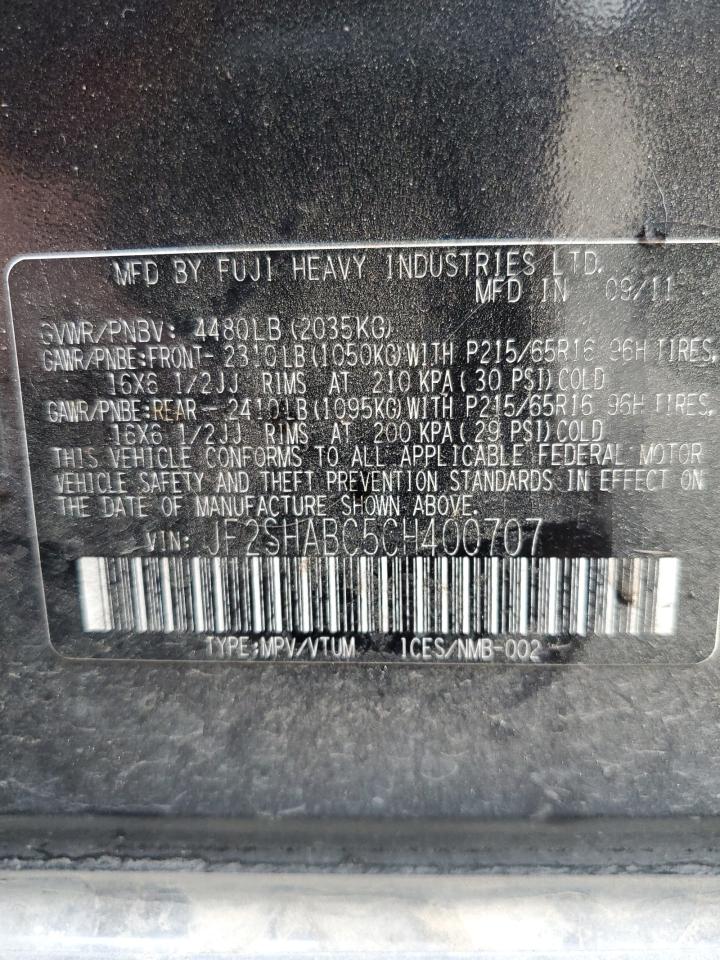 MFD BY FUJI HEAVY INDUSTRIES LTD.
MFD IN 09/11
GVWR/PNBV: 4480LB(2035KG)
GAWR/PNBE:FRONT-2310LB(1050KG)WITH P215/65R16 96H TIRES,
16X6 1/2JJ RIMS AT 210 KPA(30 PSI)COLD
GAWR/PNBE:REAR-2410LB(1095KG)WITH P215/65R16 96H TIRES,
16X6 1/2JJ RIMS AT 200 KPA(29 PSI)COLD
THIS VEHICLE CONFORMS TO ALL APPLICABLE FEDERAL MOTOR
VEHICLE SAFETY AND THEFT PREVENTION STANDARDS IN EFFECT ON
THE DATE OF MANUFACTURE SHOWN ABOVE.
VIN: JF2SHABC5CH400707
TYPE:MPV/VTUM ICES/NMB-002